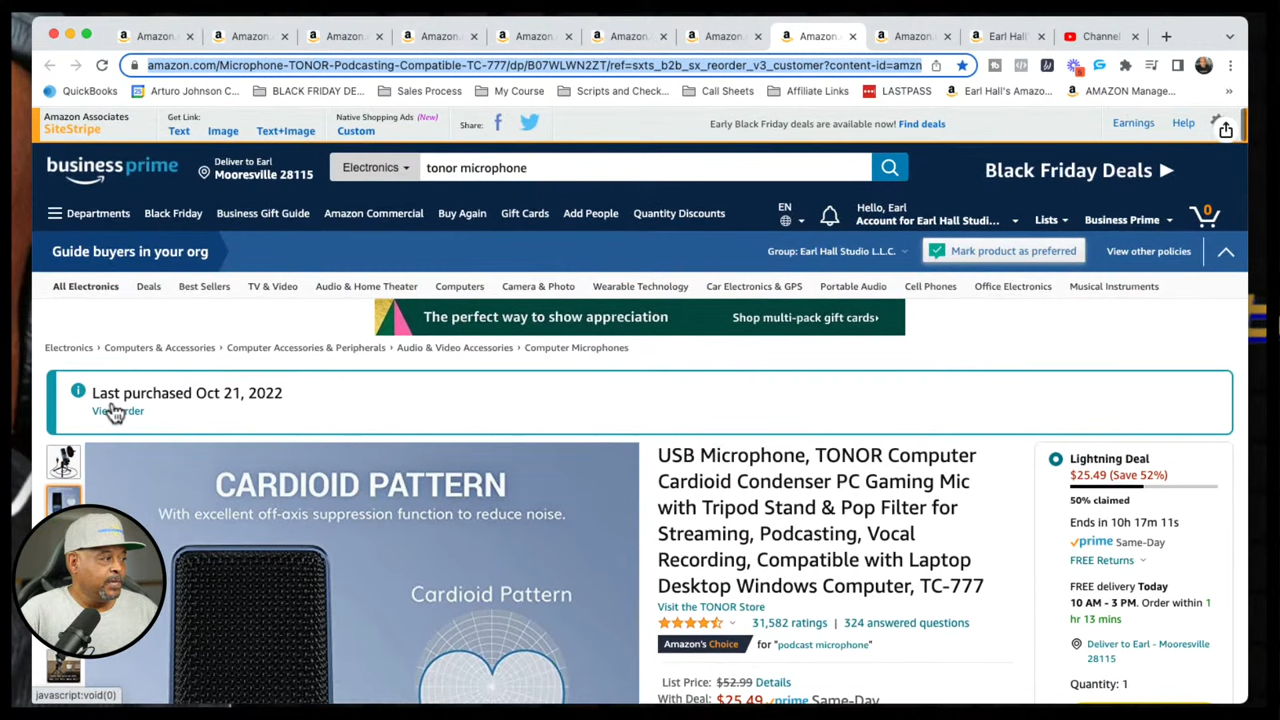 Amazon.
Amazon.
Amazon.
Amazon.
Amazon.
Amazon.
Amazon.
Amazon.
Amazon.
Earl Hall'
Channel
amazon.com/Microphone-TONOR-Podcasting-Compatible-TC-777/dp/B07WLWN2ZT/ref=sxts_b2b_sx_reorder_v3_customer?content-id=amzn
QuickBooks
Arturo Johnson C...
BLACK FRIDAY DE...
Sales Process
My Course
Scripts and Check...
Call Sheets
Affiliate Links
LASTPASS
Earl Hall's Amazo...
AMAZON Manage...
Amazon Associates
SiteStripe
Get Link:
Text
Image
Text+Image
Native Shopping Ads (New)
Custom
Share:
Early Black Friday deals are available now! Find deals
Earnings
Help
business prime
Deliver to Earl
Mooresville 28115
Electronics
tonor microphone
Black Friday Deals
Departments
Black Friday
Business Gift Guide
Amazon Commercial
Buy Again
Gift Cards
Add People
Quantity Discounts
EN
Hello, Earl
Account for Earl Hall Studi...
Lists
Business Prime
0
Guide buyers in your org
Group: Earl Hall Studio L.L.C.
Mark product as preferred
View other policies
All Electronics
Deals
Best Sellers
TV & Video
Audio & Home Theater
Computers
Camera & Photo
Wearable Technology
Car Electronics & GPS
Portable Audio
Cell Phones
Office Electronics
Musical Instruments
The perfect way to show appreciation
Shop multi-pack gift cards›
Electronics › Computers & Accessories › Computer Accessories & Peripherals › Audio & Video Accessories › Computer Microphones
Last purchased Oct 21, 2022
View order
CARDIOID PATTERN
With excellent off-axis suppression function to reduce noise.
Cardioid Pattern
USB Microphone, TONOR Computer
Cardioid Condenser PC Gaming Mic
with Tripod Stand & Pop Filter for
Streaming, Podcasting, Vocal
Recording, Compatible with Laptop
Desktop Windows Computer, TC-777
Visit the TONOR Store
31,582 ratings | 324 answered questions
Amazon's Choice for "podcast microphone"
List Price: $52.99 Details
With Deal: $25.49 prime Same-Day
Lightning Deal
$25.49 (Save 52%)
50% claimed
Ends in 10h 17m 11s
prime Same-Day
FREE Returns
FREE delivery Today
10 AM - 3 PM. Order within 1
hr 13 mins
Deliver to Earl - Mooresville
28115
Quantity: 1
javascript:void(0)